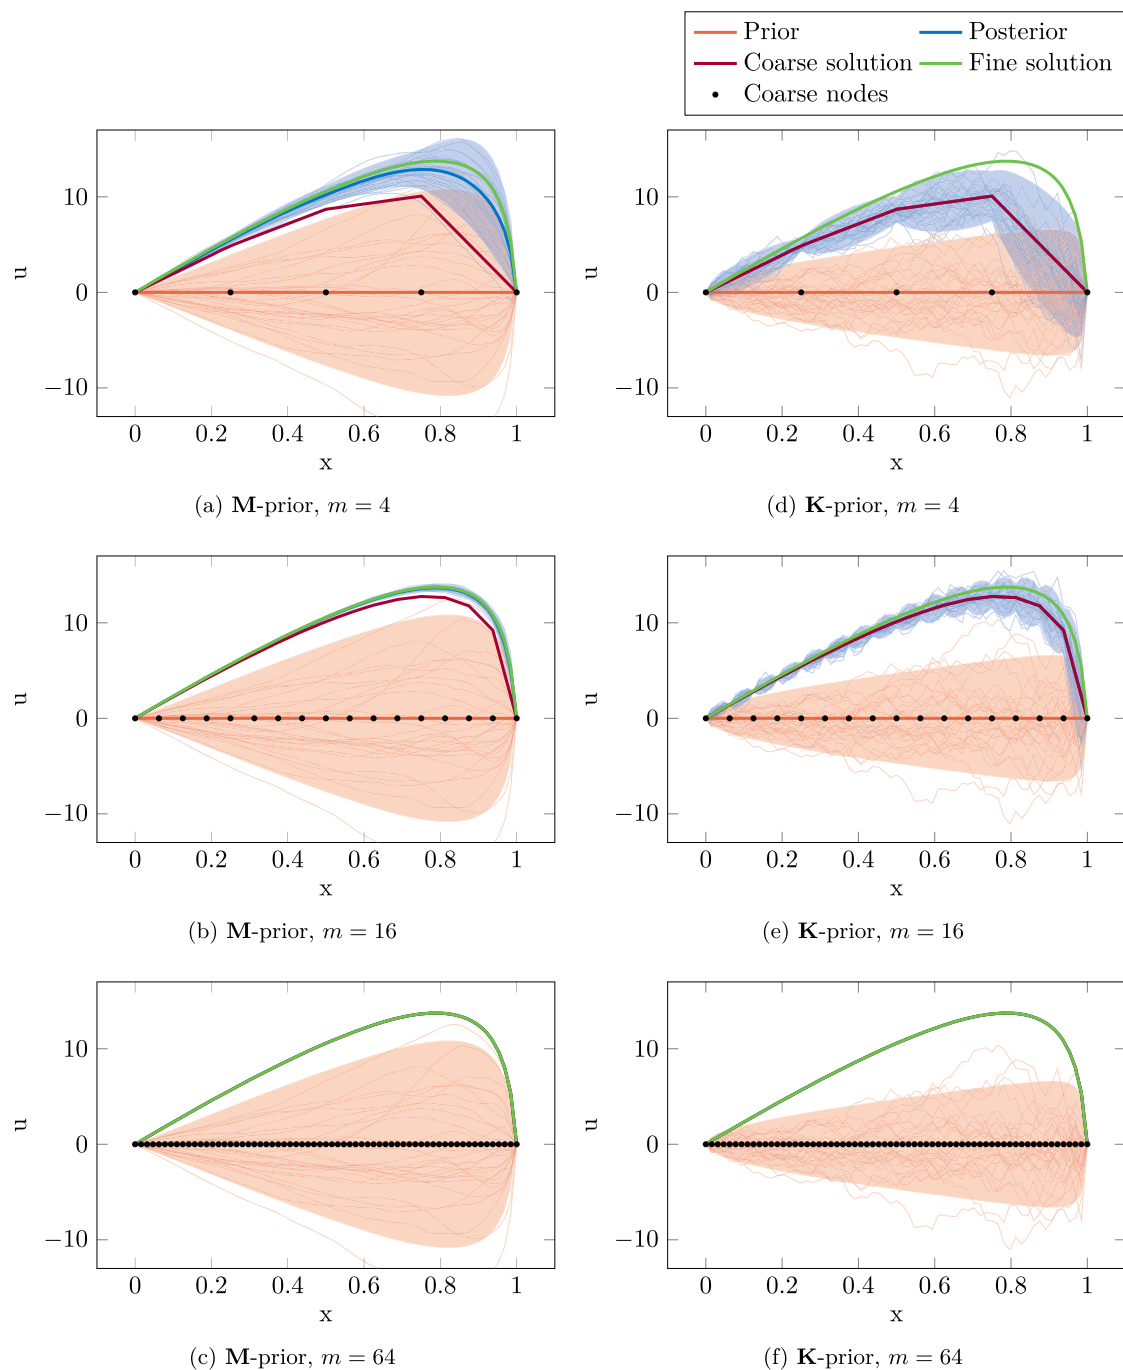 Prior Posterior
Coarse solution Fine solution
Coarse nodes
10
0
−10
u
0 0.2 0.4 0.6 0.8 1
x
(a) M-prior, m = 4
10
0
−10
u
0 0.2 0.4 0.6 0.8 1
x
(d) K-prior, m = 4
10
0
−10
u
0 0.2 0.4 0.6 0.8 1
x
(b) M-prior, m = 16
10
0
−10
u
0 0.2 0.4 0.6 0.8 1
x
(e) K-prior, m = 16
10
0
−10
u
0 0.2 0.4 0.6 0.8 1
x
(c) M-prior, m = 64
10
0
−10
u
0 0.2 0.4 0.6 0.8 1
x
(f) K-prior, m = 64